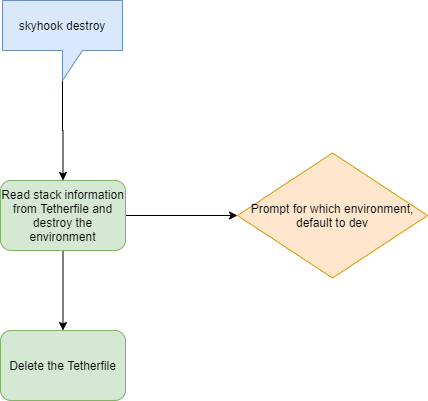 skyhook destroy
Read stack information
from Tetherfile and
destroy the
environment
Prompt for which environment,
default to dev
Delete the Tetherfile